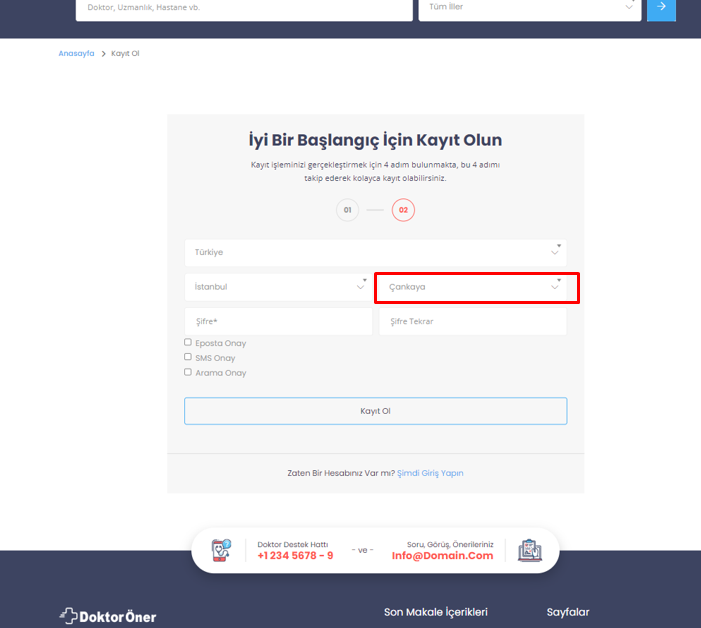 Doktor, Uzmanlık, Hastane vb.
Tüm İller
Anasayfa > Kayıt Ol
İyi Bir Başlangıç İçin Kayıt Olun
Kayıt işleminizi gerçekleştirmek için 4 adım bulunmakta, bu 4 adımı
takip ederek kolayca kayıt olabilirsiniz.
01
02
Türkiye
İstanbul
Çankaya
Şifre*
Şifre Tekrar
Eposta Onay
SMS Onay
Arama Onay
Kayıt Ol
Zaten Bir Hesabınız Var mı? Şimdi Giriş Yapın
Doktor Destek Hattı
+1 234 5678 - 9
- ve -
Soru, Görüş, Önerileriniz
Info@Domain.Com
DoktorÖner
Son Makale İçerikleri
Sayfalar